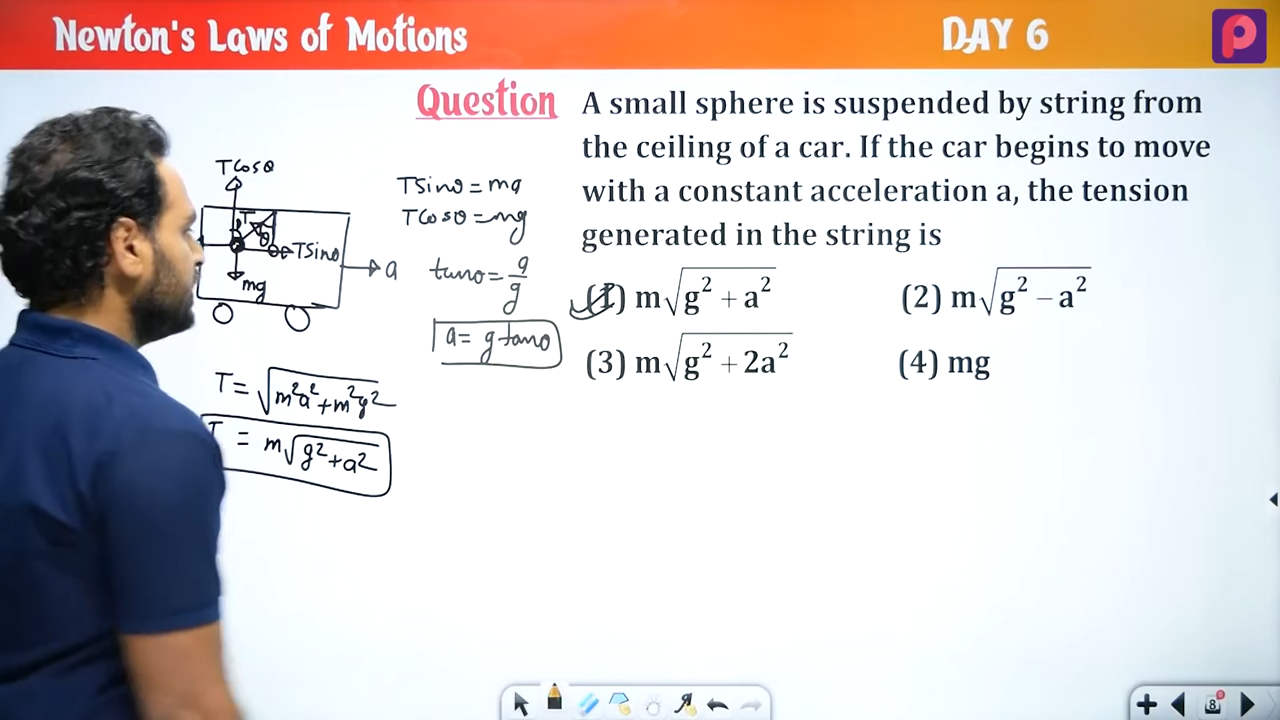 Newton's Laws of Motions
DAY 6
Question
A small sphere is suspended by string from
the ceiling of a car. If the car begins to move
with a constant acceleration a, the tension
generated in the string is
(1) m√(g² + a²)
(2) m√(g² − a²)
(3) m√(g² + 2a²)
(4) mg
Tcosθ
T
θ
Tsinθ
mg
a
Tsinθ = ma
Tcosθ = mg
tanθ = a/g
a = g tanθ
T = √(m²a² + m²g²)
T = m√(g² + a²)
8